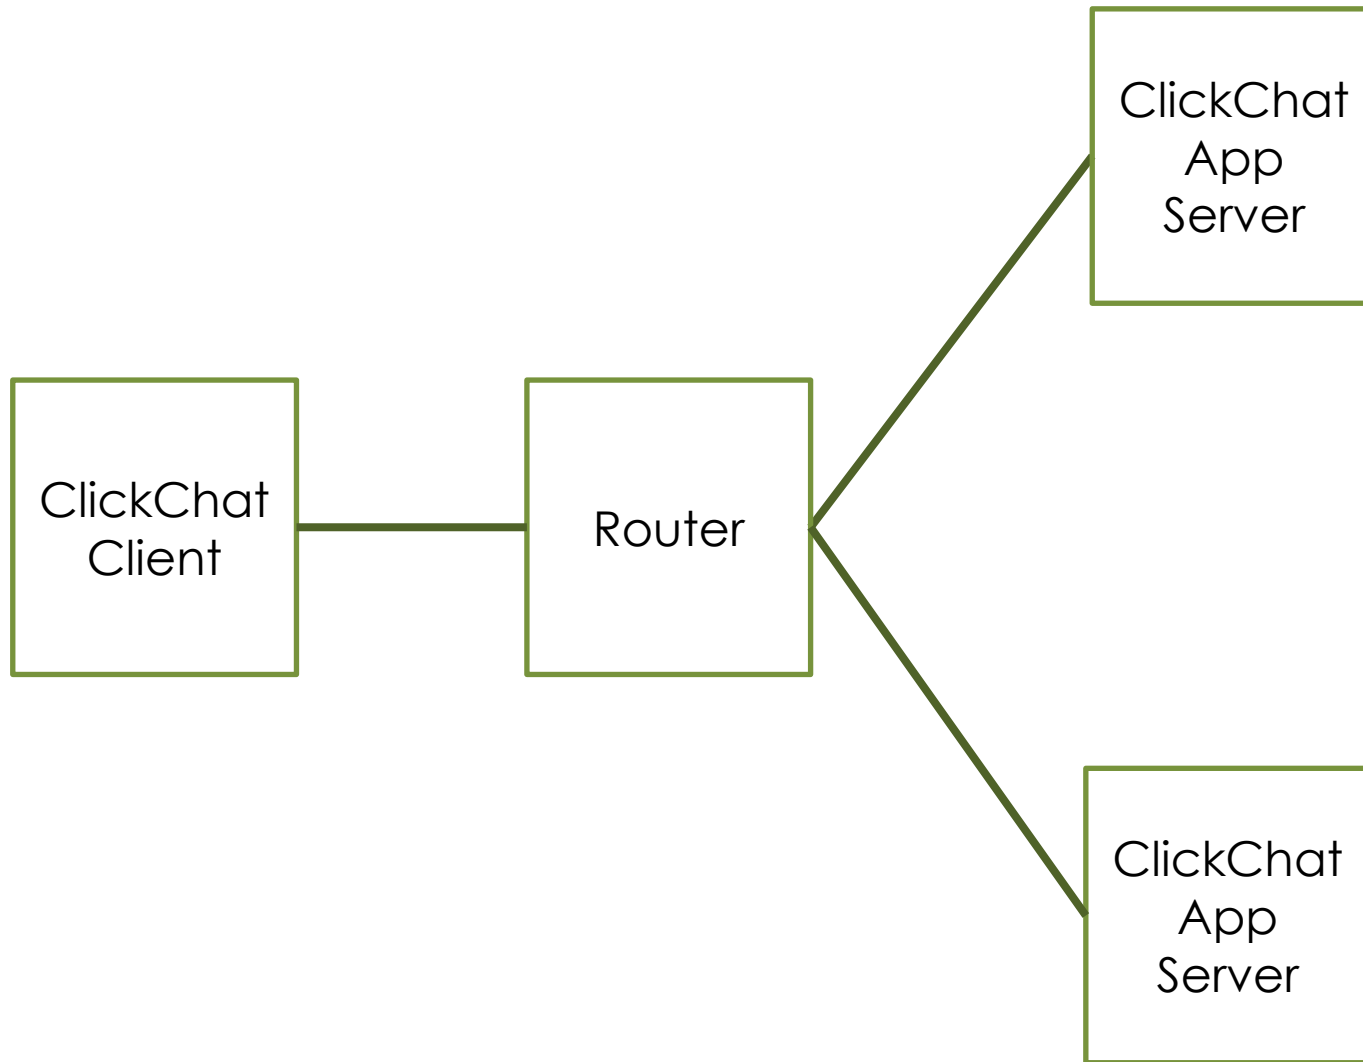 ClickChat
App
Server
ClickChat
Client
Router
ClickChat
App
Server